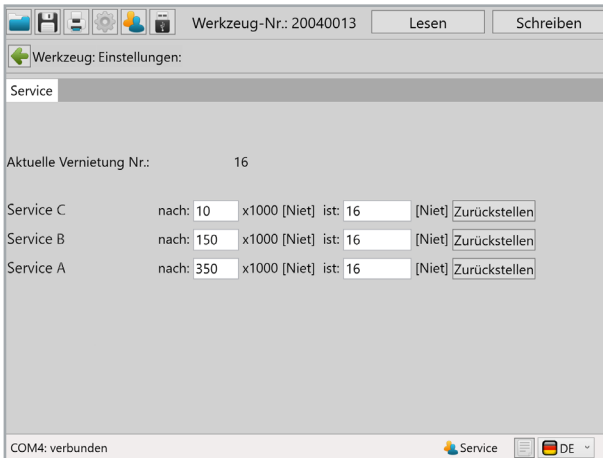 Werkzeug-Nr.: 20040013 Lesen Schreiben
Werkzeug: Einstellungen:
Service
Aktuelle Vernietung Nr.: 16
Service C nach: 10 x1000 [Niet] ist: 16 [Niet] Zurückstellen
Service B nach: 150 x1000 [Niet] ist: 16 [Niet] Zurückstellen
Service A nach: 350 x1000 [Niet] ist: 16 [Niet] Zurückstellen
COM4: verbunden Service DE